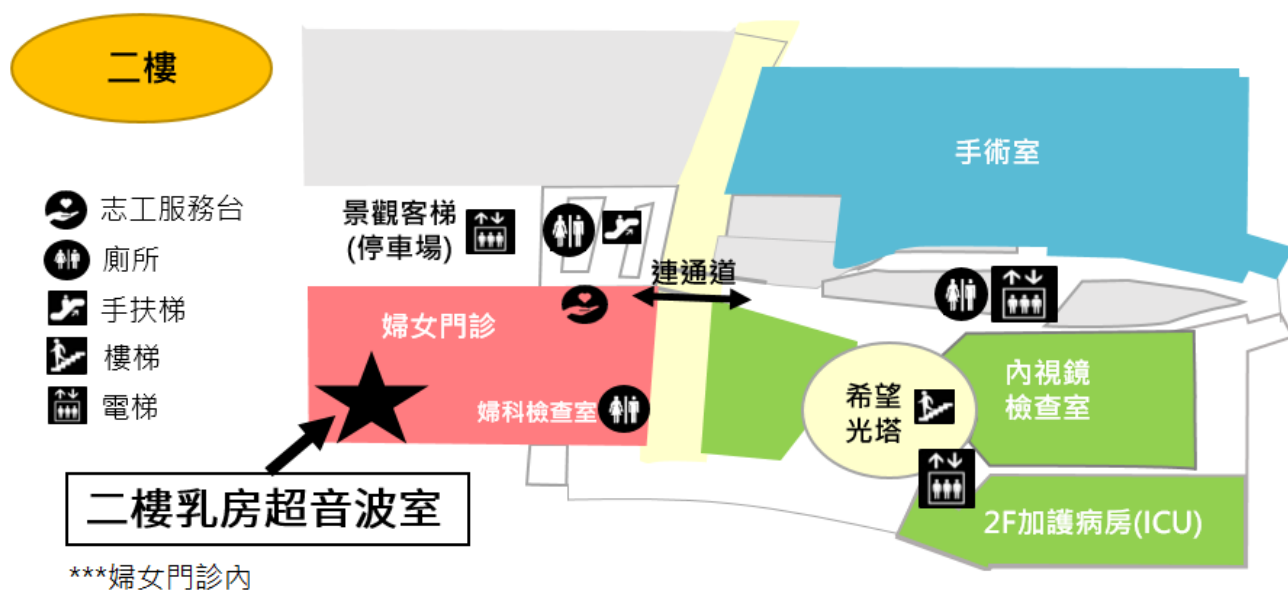 二樓
志工服務台
廁所
手扶梯
樓梯
電梯
景觀客梯
(停車場)
手術室
連通道
婦女門診
婦科檢查室
希望
光塔
內視鏡
檢查室
2F加護病房(ICU)
二樓乳房超音波室
***婦女門診內